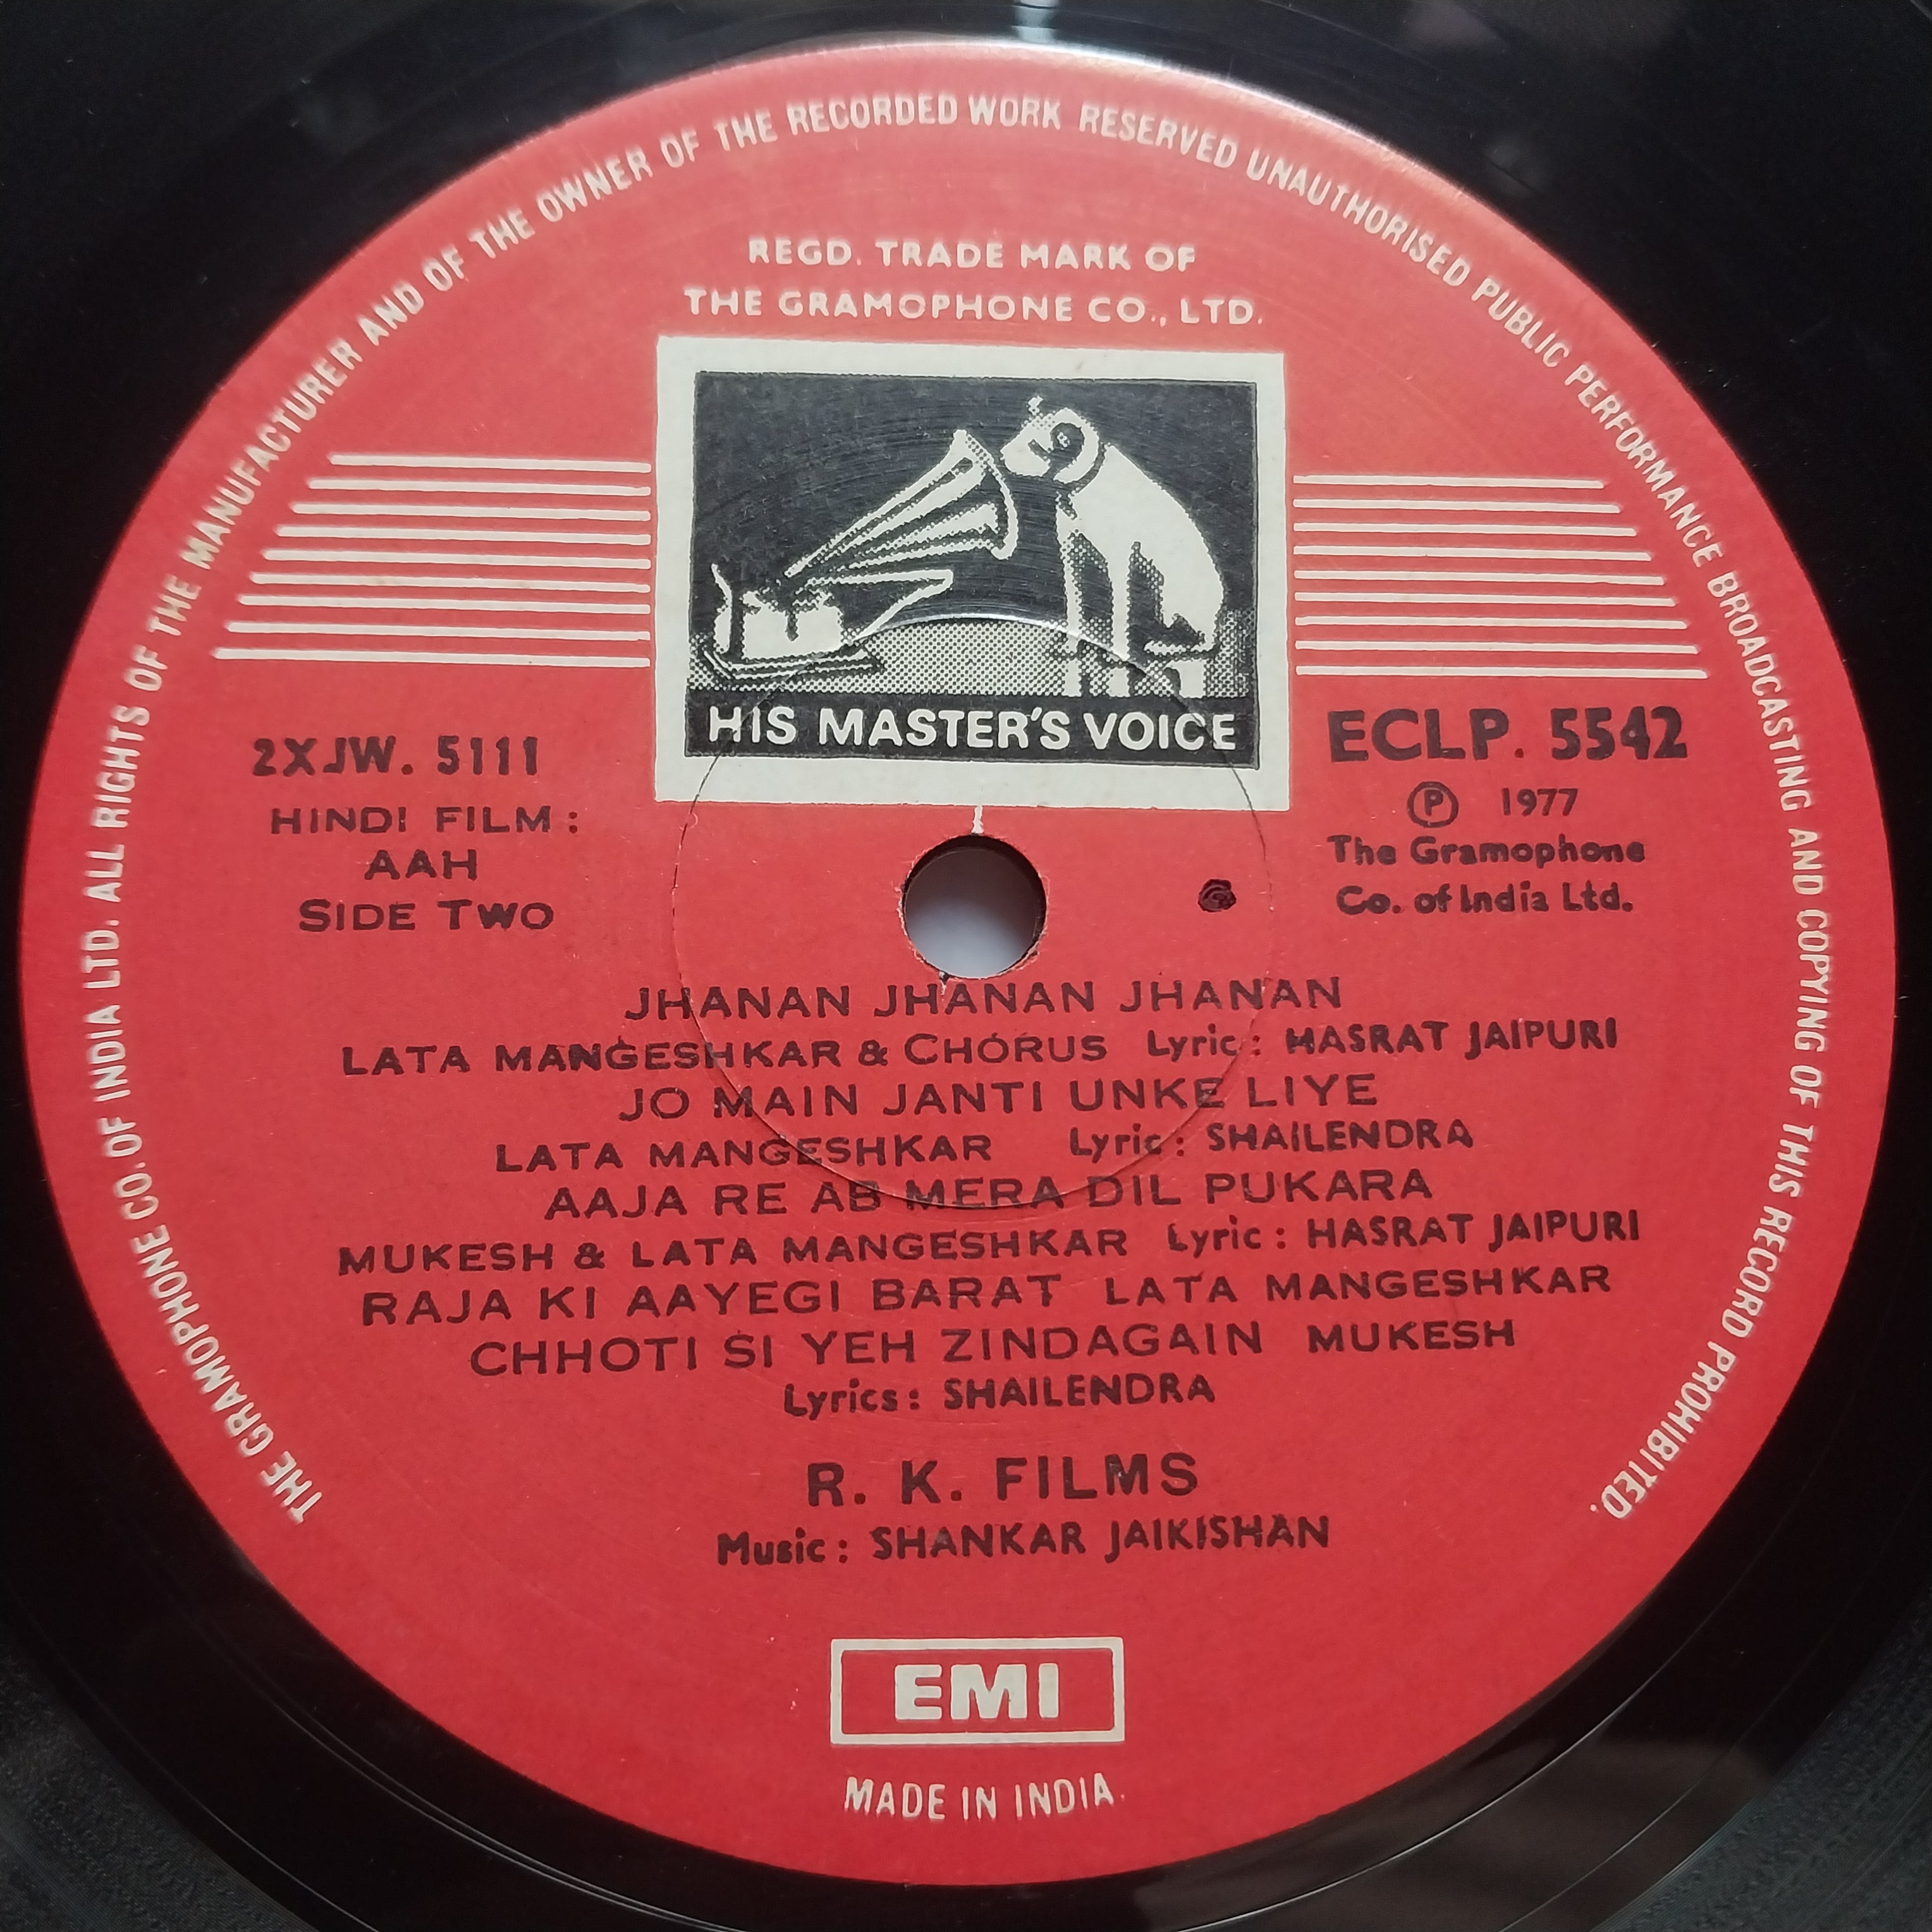 THE GRAMOPHONE CO. OF INDIA LTD. ALL RIGHTS OF THE MANUFACTURER AND OF THE OWNER OF THE RECORDED WORK RESERVED UNAUTHORISED PUBLIC PERFORMANCE BROADCASTING AND COPYING OF THIS RECORD PROHIBITED.
REGD. TRADE MARK OF
THE GRAMOPHONE CO., LTD.
HIS MASTER'S VOICE
2XJW. 5111
HINDI FILM :
AAH
SIDE TWO
ECLP. 5542
Ⓟ 1977
The Gramophone
Co. of India Ltd.
JHANAN JHANAN JHANAN
LATA MANGESHKAR & CHORUS Lyric : HASRAT JAIPURI
JO MAIN JANTI UNKE LIYE
LATA MANGESHKAR Lyric : SHAILENDRA
AAJA RE AB MERA DIL PUKARA
MUKESH & LATA MANGESHKAR Lyric : HASRAT JAIPURI
RAJA KI AAYEGI BARAT LATA MANGESHKAR
CHHOTI SI YEH ZINDAGAIN MUKESH
Lyrics : SHAILENDRA
R. K. FILMS
Music : SHANKAR JAIKISHAN
EMI
MADE IN INDIA.